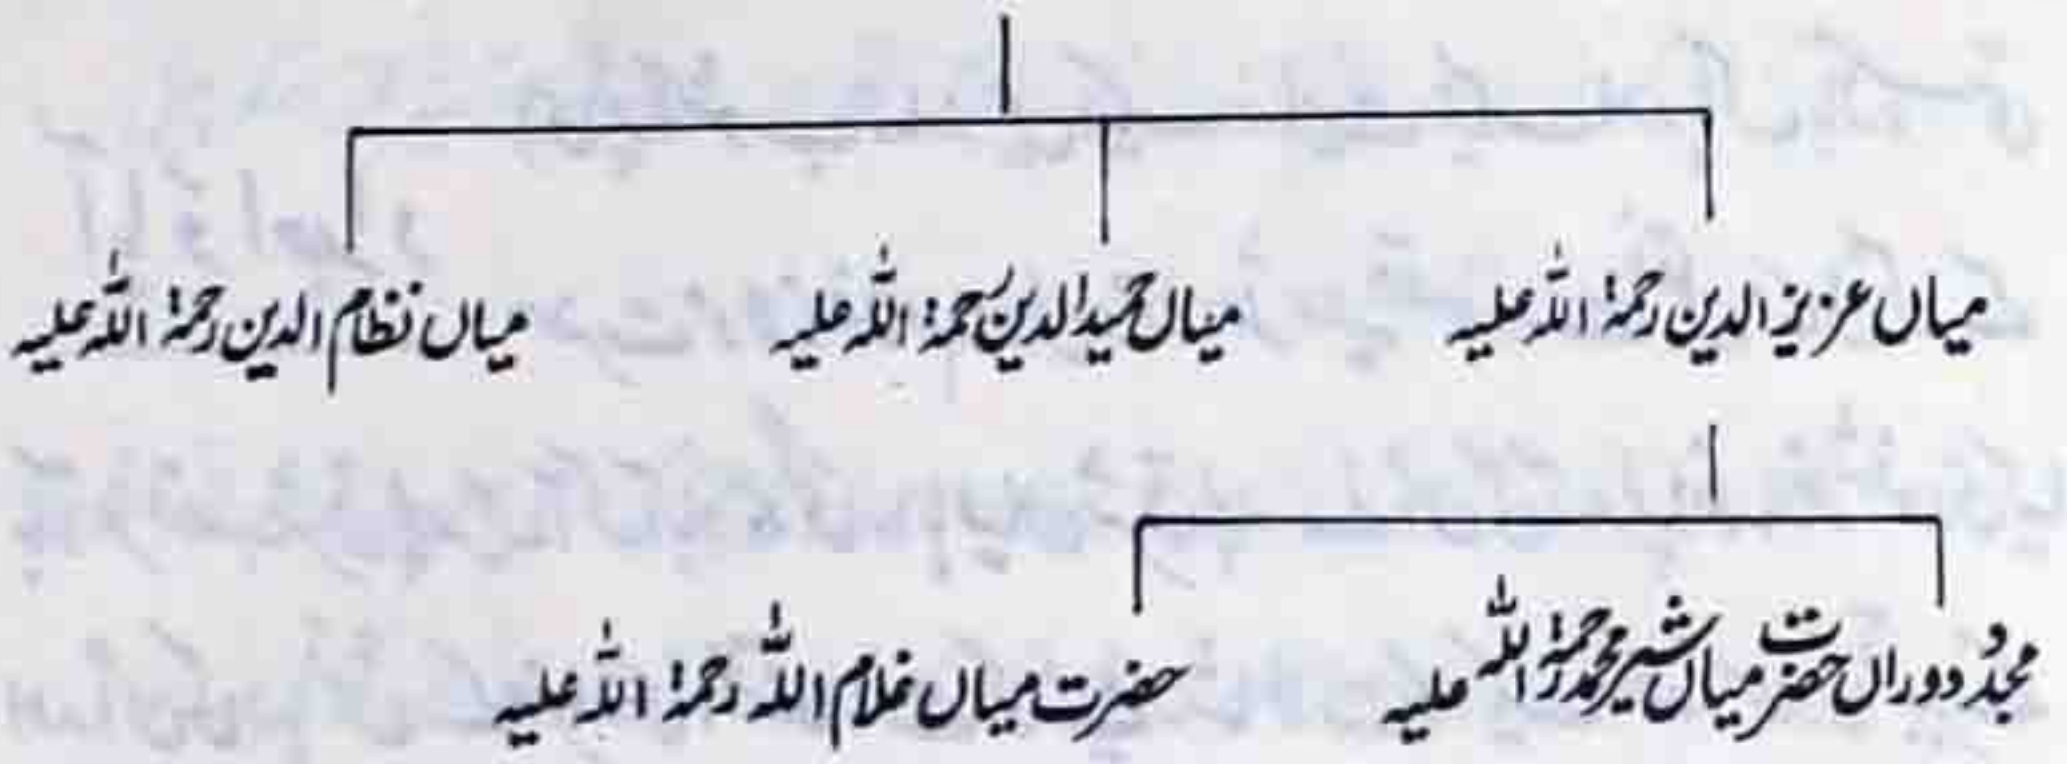 میاں عزیز الدین رحمۃ اللہ علیہ میاں حمید الدین رحمۃ اللہ علیہ میاں نظام الدین رحمۃ اللہ علیہ
مجدّد دوراں حضرت میاں شیر محمد رحمۃ اللہ علیہ حضرت میاں غلام اللہ رحمۃ اللہ علیہ